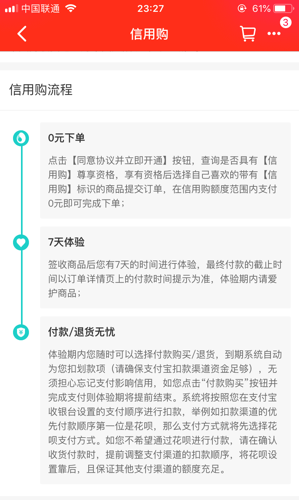 中国联通 23:27 61%
信用购 3
信用购流程
0元下单
点击【同意协议并立即开通】按钮，查询是否具有【信
用购】尊享资格，享有资格后选择自己喜欢的带有【信
用购】标识的商品提交订单，在信用购额度范围内支付
0元即可完成下单；
7天体验
签收商品后您有7天的时间进行体验，最终付款的截止时
间以订单详情页上的付款时间提示为准，体验期内请爱
护商品；
付款/退货无忧
体验期内您随时可以选择付款购买/退货，到期系统自动
为您扣划款项（请确保支付宝扣款渠道资金足够），无
须担心忘记支付影响信用，如您点击“付款购买”按钮并
完成支付则体验期将提前结束。系统将按照您在支付宝
收银台设置的支付顺序进行扣款，举例如扣款渠道的优
先付款顺序第一位是花呗，那么支付方式就将先选择花
呗支付方式。如您不希望通过花呗进行付款，请在确认
收货付款时，提前调整支付渠道的扣款顺序，将花呗设
置靠后，且保证其他支付渠道的额度充足。